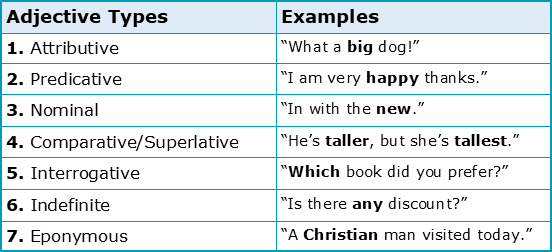 Adjective Types Examples
1. Attributive “What a big dog!”
2. Predicative “I am very happy thanks.”
3. Nominal “In with the new.”
4. Comparative/Superlative “He’s taller, but she’s tallest.”
5. Interrogative “Which book did you prefer?”
6. Indefinite “Is there any discount?”
7. Eponymous “A Christian man visited today.”